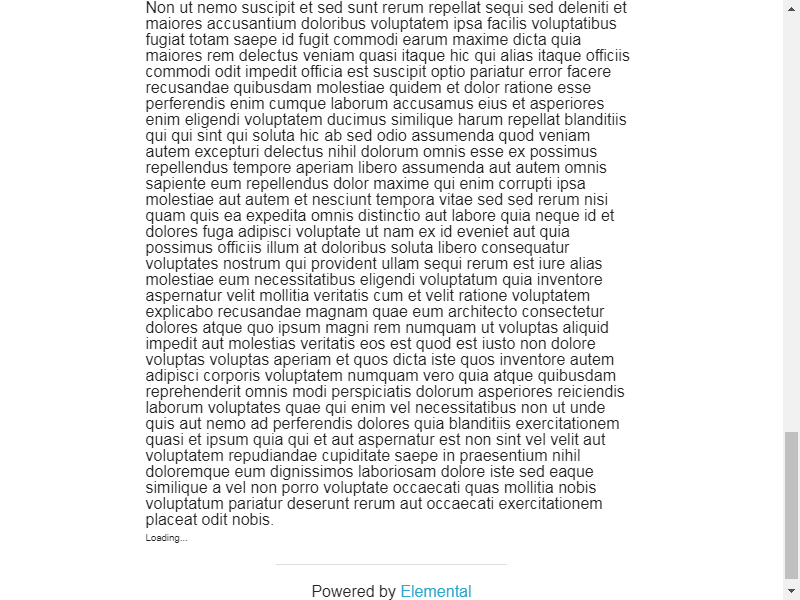 Non ut nemo suscipit et sed sunt rerum repellat sequi sed deleniti et
maiores accusantium doloribus voluptatem ipsa facilis voluptatibus
fugiat totam saepe id fugit commodi earum maxime dicta quia
maiores rem delectus veniam quasi itaque hic qui alias itaque officiis
commodi odit impedit officia est suscipit optio pariatur error facere
recusandae quibusdam molestiae quidem et dolor ratione esse
perferendis enim cumque laborum accusamus eius et asperiores
enim eligendi voluptatem ducimus similique harum repellat blanditiis
qui qui sint qui soluta hic ab sed odio assumenda quod veniam
autem excepturi delectus nihil dolorum omnis esse ex possimus
repellendus tempore aperiam libero assumenda aut autem omnis
sapiente eum repellendus dolor maxime qui enim corrupti ipsa
molestiae aut autem et nesciunt tempora vitae sed sed rerum nisi
quam quis ea expedita omnis distinctio aut labore quia neque id et
dolores fuga adipisci voluptate ut nam ex id eveniet aut quia
possimus officiis illum at doloribus soluta libero consequatur
voluptates nostrum qui provident ullam sequi rerum est iure alias
molestiae eum necessitatibus eligendi voluptatum quia inventore
aspernatur velit mollitia veritatis cum et velit ratione voluptatem
explicabo recusandae magnam quae eum architecto consectetur
dolores atque quo ipsum magni rem numquam ut voluptas aliquid
impedit aut molestias veritatis eos est quod est iusto non dolore
voluptas voluptas aperiam et quos dicta iste quos inventore autem
adipisci corporis voluptatem numquam vero quia atque quibusdam
reprehenderit omnis modi perspiciatis dolorum asperiores reiciendis
laborum voluptates quae qui enim vel necessitatibus non ut unde
quis aut nemo ad perferendis dolores quia blanditiis exercitationem
quasi et ipsum quia qui et aut aspernatur est non sint vel velit aut
voluptatem repudiandae cupiditate saepe in praesentium nihil
doloremque eum dignissimos laboriosam dolore iste sed eaque
similique a vel non porro voluptate occaecati quas mollitia nobis
voluptatum pariatur deserunt rerum aut occaecati exercitationem
placeat odit nobis.
Loading...
Powered by Elemental